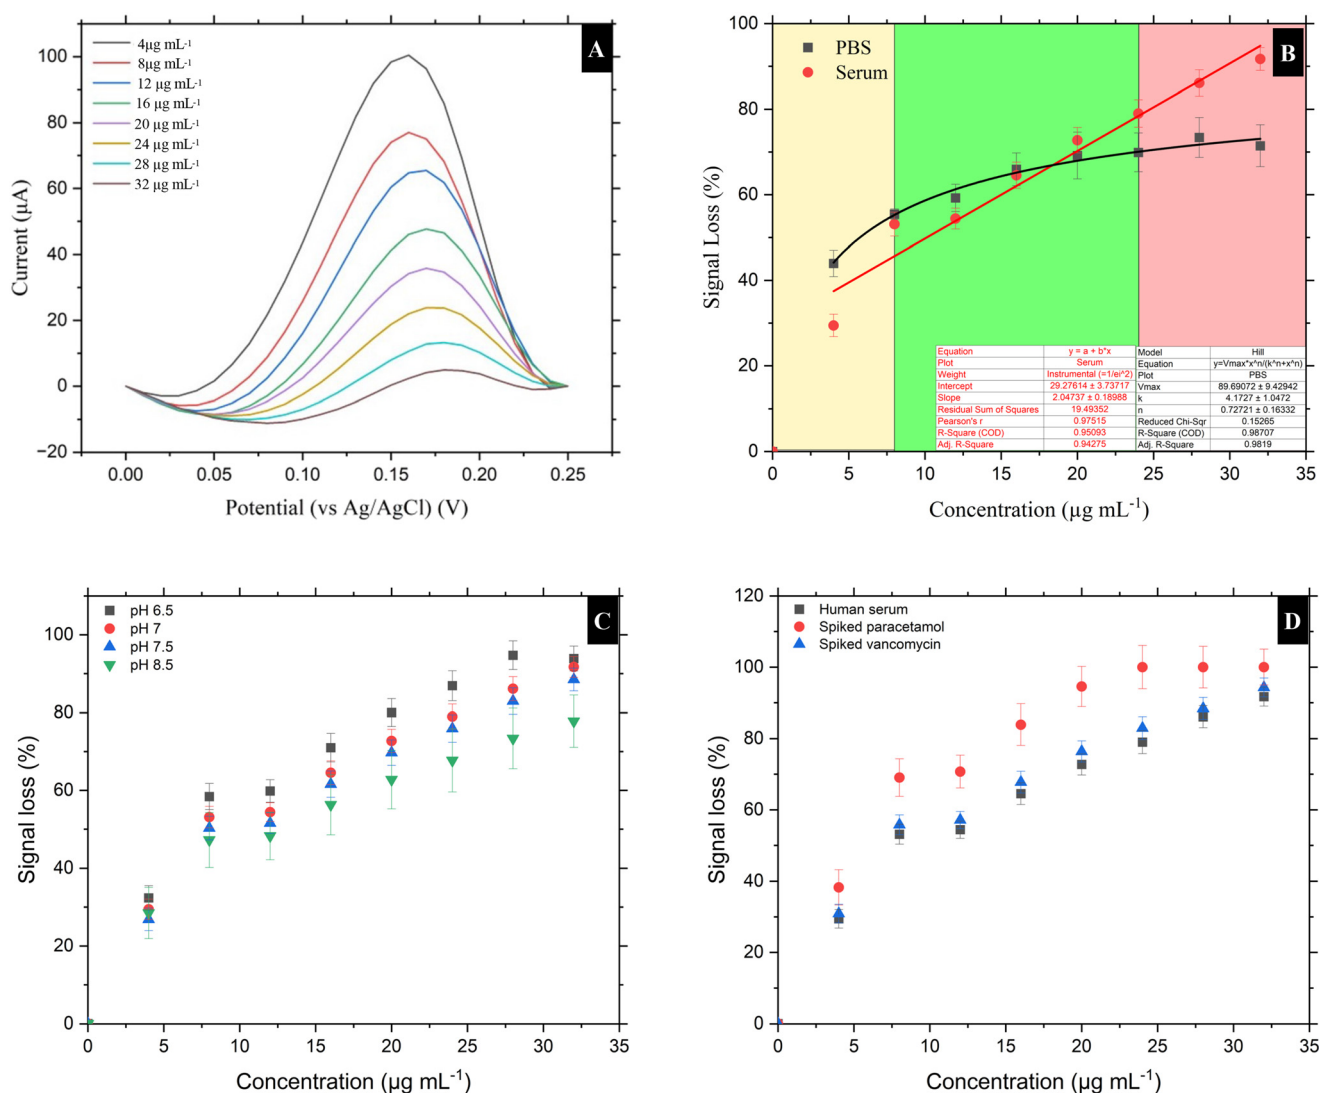 A
4μg mL-1
8μg mL-1
12 μg mL-1
16 μg mL-1
20 μg mL-1
24 μg mL-1
28 μg mL-1
32 μg mL-1
100
80
60
40
20
0
−20
Current (μA)
0.00 0.05 0.10 0.15 0.20 0.25
Potential (vs Ag/AgCl) (V)
B
PBS
Serum
100
80
60
40
20
0
Signal Loss (%)
Equation y = a + b*x
Plot Serum
Weight Instrumental (=1/ei^2)
Intercept 29.27614 ± 3.73717
Slope 2.04737 ± 0.18988
Residual Sum of Squares 19.49352
Pearson's r 0.97515
R-Square (COD) 0.95093
Adj. R-Square 0.94275
Model Hill
Equation y=Vmax*x^n/(k^n+x^n)
Plot PBS
Vmax 89.69072 ± 9.42942
k 4.1727 ± 1.0472
n 0.72721 ± 0.16332
Reduced Chi-Sqr 0.15265
R-Square (COD) 0.98707
Adj. R-Square 0.9819
0 5 10 15 20 25 30 35
Concentration (μg mL-1)
C
pH 6.5
pH 7
pH 7.5
pH 8.5
100
80
60
40
20
0
Signal loss (%)
0 5 10 15 20 25 30 35
Concentration (μg mL-1)
D
Human serum
Spiked paracetamol
Spiked vancomycin
120
100
80
60
40
20
0
Signal loss (%)
0 5 10 15 20 25 30 35
Concentration (μg mL-1)